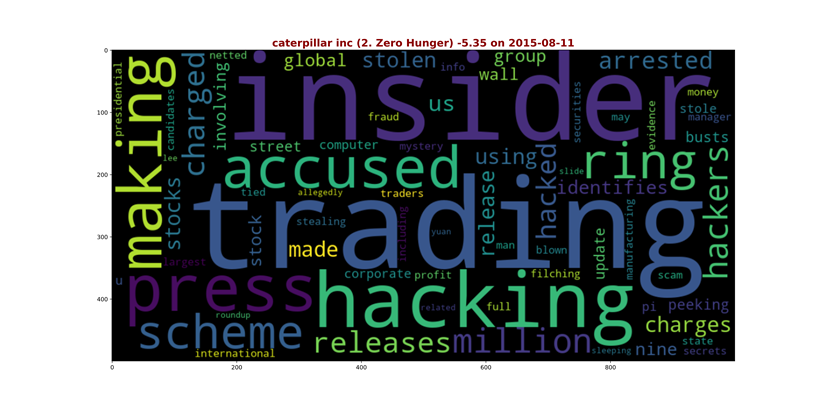 caterpillar inc (2. Zero Hunger) -5.35 on 2015-08-11
0
100
200
300
400
0
200
400
600
800
presidential
making
candidates
charged
netted
involving
global
stolen
info
group
wall
arrested
insider
us
fraud
securities
may
money
stole
manager
evidence
busts
street
computer
mystery
lee
accused
using
hacked
ring
slide
identifies
hackers
stocks
tied
allegedly
traders
trading
stock
stealing
made
including
yuan
release
man
blown
update
manufacturing
largest
u
press
corporate
profit
filching
scam
hacking
related
full
pi
peeking
roundup
scheme
charges
international
releases
million
sleeping
nine
state
secrets